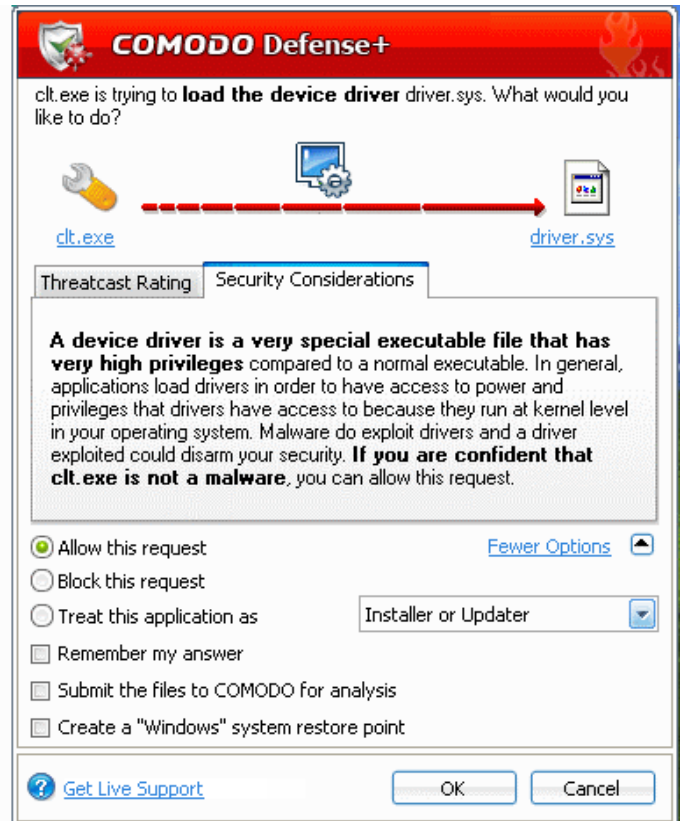 COMODO Defense+
clt.exe is trying to load the device driver driver.sys. What would you
like to do?
clt.exe
driver.sys
Threatcast Rating
Security Considerations
A device driver is a very special executable file that has
very high privileges compared to a normal executable. In general,
applications load drivers in order to have access to power and
privileges that drivers have access to because they run at kernel level
in your operating system. Malware do exploit drivers and a driver
exploited could disarm your security. If you are confident that
clt.exe is not a malware, you can allow this request.
Allow this request
Fewer Options
Block this request
Treat this application as
Installer or Updater
Remember my answer
Submit the files to COMODO for analysis
Create a "Windows" system restore point
Get Live Support
OK
Cancel